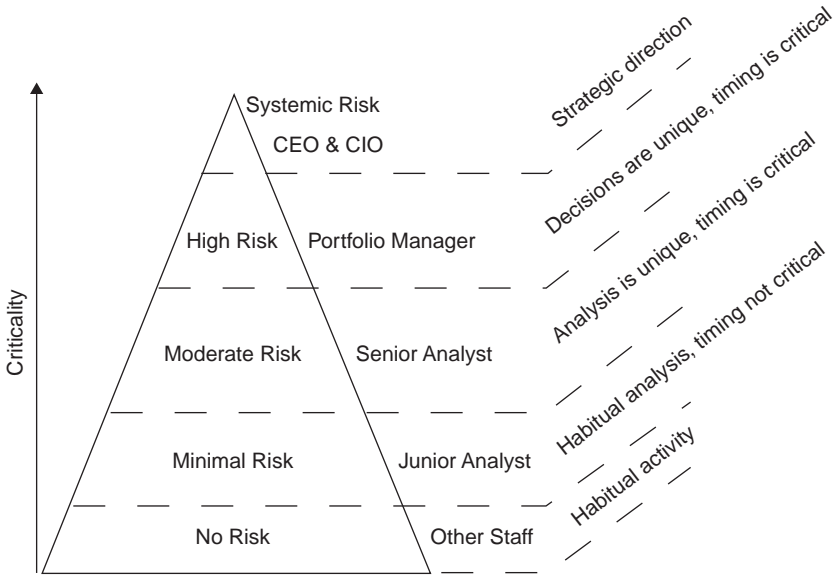 Strategic direction
Systemic Risk
CEO & CIO
Decisions are unique, timing is critical
High Risk
Portfolio Manager
Analysis is unique, timing is critical
Criticality
Moderate Risk
Senior Analyst
Habitual analysis, timing not critical
Minimal Risk
Junior Analyst
Habitual activity
No Risk
Other Staff